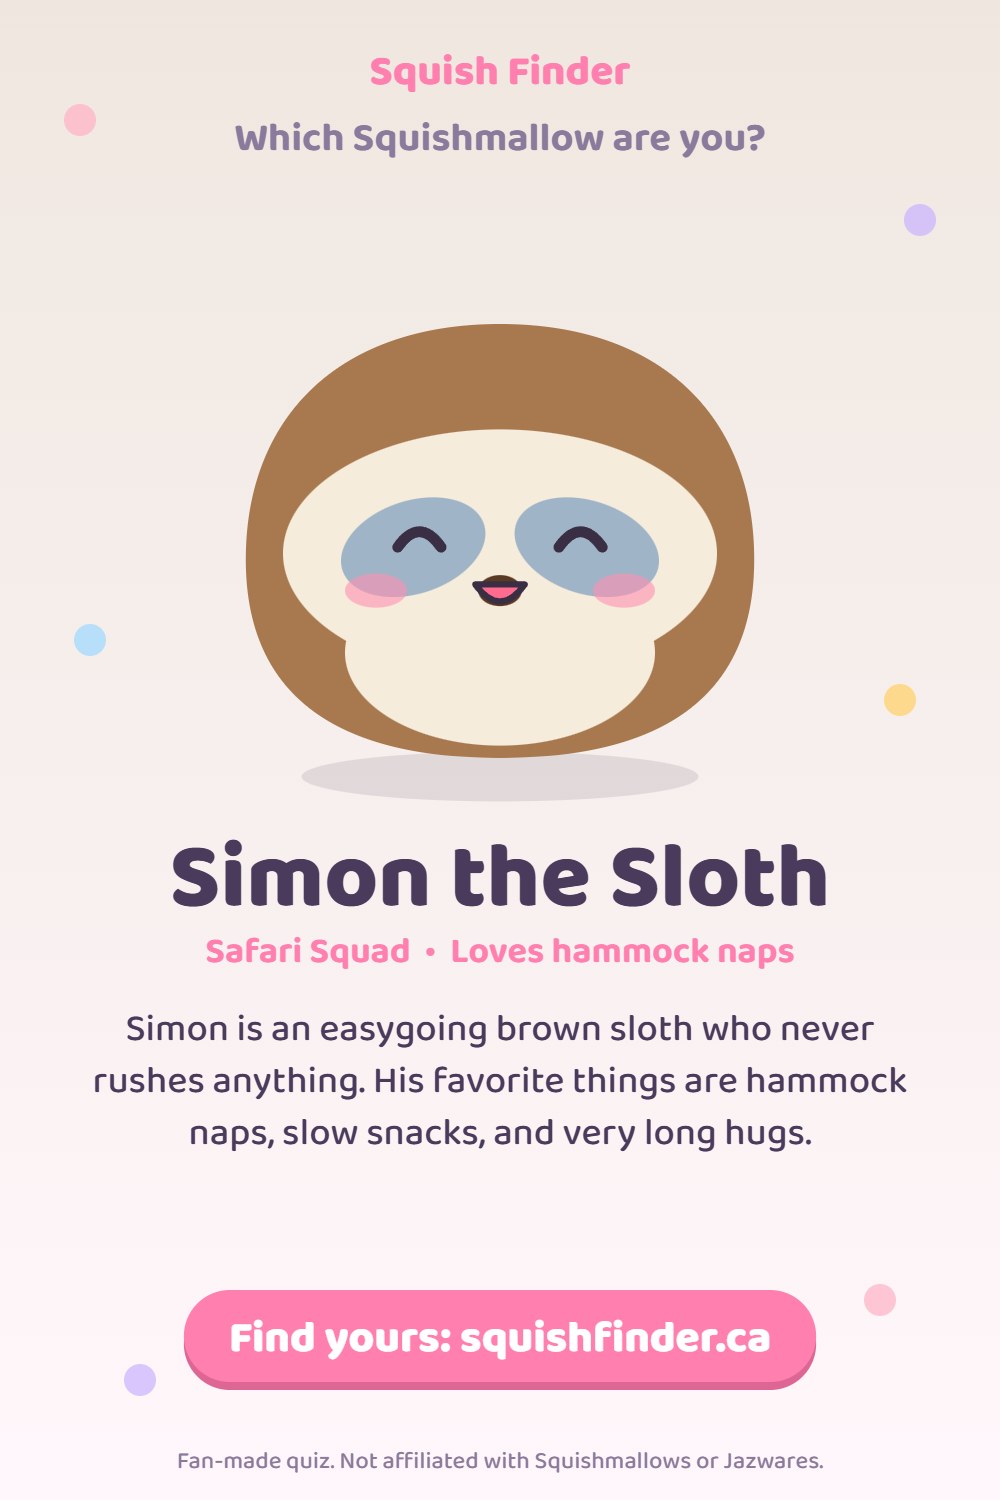 Squish Finder
Which Squishmallow are you?
Simon the Sloth
Safari Squad • Loves hammock naps
Simon is an easygoing brown sloth who never
rushes anything. His favorite things are hammock
naps, slow snacks, and very long hugs.
Find yours: squishfinder.ca
Fan-made quiz. Not affiliated with Squishmallows or Jazwares.